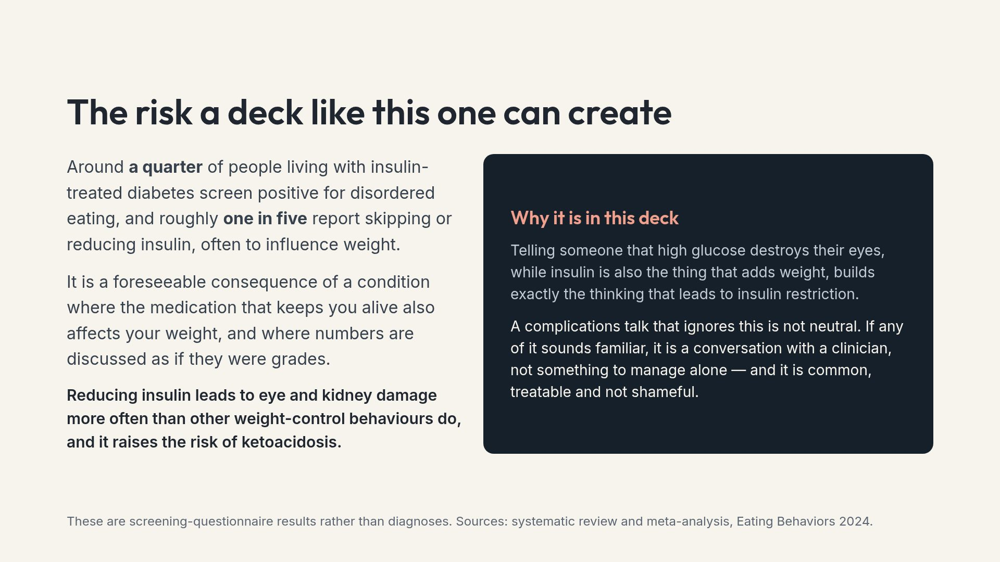 The risk a deck like this one can create
Around a quarter of people living with insulin-
treated diabetes screen positive for disordered
eating, and roughly one in five report skipping or
reducing insulin, often to influence weight.
It is a foreseeable consequence of a condition
where the medication that keeps you alive also
affects your weight, and where numbers are
discussed as if they were grades.
Reducing insulin leads to eye and kidney damage
more often than other weight-control behaviours do,
and it raises the risk of ketoacidosis.
Why it is in this deck
Telling someone that high glucose destroys their eyes,
while insulin is also the thing that adds weight, builds
exactly the thinking that leads to insulin restriction.
A complications talk that ignores this is not neutral. If any
of it sounds familiar, it is a conversation with a clinician,
not something to manage alone — and it is common,
treatable and not shameful.
These are screening-questionnaire results rather than diagnoses. Sources: systematic review and meta-analysis, Eating Behaviors 2024.